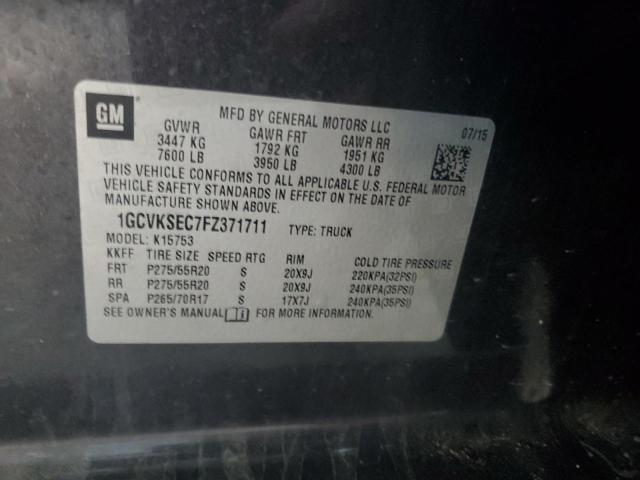 GM
MFD BY GENERAL MOTORS LLC
07/15
GVWR GAWR FRT GAWR RR
3447 KG 1792 KG 1951 KG
7600 LB 3950 LB 4300 LB
THIS VEHICLE CONFORMS TO ALL APPLICABLE U.S. FEDERAL MOTOR
VEHICLE SAFETY STANDARDS IN EFFECT ON THE DATE OF
MANUFACTURE SHOWN ABOVE.
1GCVKSEC7FZ371711 TYPE: TRUCK
MODEL: K15753
KKFF TIRE SIZE SPEED RTG RIM COLD TIRE PRESSURE
FRT P275/55R20 S 20X9J 220KPA(32PSI)
RR P275/55R20 S 20X9J 240KPA(35PSI)
SPA P265/70R17 S 17X7J 240KPA(35PSI)
SEE OWNER'S MANUAL FOR MORE INFORMATION.